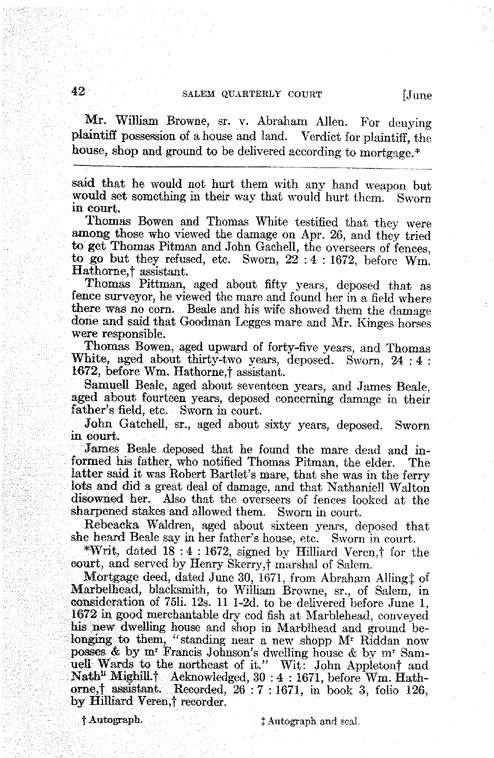 42 SALEM QUARTERLY COURT [June
Mr. William Browne, sr. v. Abraham Allen. For denying
plaintiff possession of a house and land. Verdict for plaintiff, the
house, shop and ground to be delivered according to mortgage.*
said that he would not hurt them with any hand weapon but
would set something in their way that would hurt them. Sworn
in court.
Thomas Bowen and Thomas White testified that they were
among those who viewed the damage on Apr. 26, and they tried
to get Thomas Pitman and John Gachell, the overseers of fences,
to go but they refused, etc. Sworn, 22 : 4 : 1672, before Wm.
Hathorne,† assistant.
Thomas Pittman, aged about fifty years, deposed that as
fence surveyor, he viewed the mare and found her in a field where
there was no corn. Beale and his wife showed them the damage
done and said that Goodman Legges mare and Mr. Kinges horses
were responsible.
Thomas Bowen, aged upward of forty-five years, and Thomas
White, aged about thirty-two years, deposed. Sworn, 24 : 4 :
1672, before Wm. Hathorne,† assistant.
Samuell Beale, aged about seventeen years, and James Beale,
aged about fourteen years, deposed concerning damage in their
father's field, etc. Sworn in court.
John Gatchell, sr., aged about sixty years, deposed. Sworn
in court.
James Beale deposed that he found the mare dead and in-
formed his father, who notified Thomas Pitman, the elder. The
latter said it was Robert Bartlet's mare, that she was in the ferry
lots and did a great deal of damage, and that Nathaniell Walton
disowned her. Also that the overseers of fences looked at the
sharpened stakes and allowed them. Sworn in court.
Rebeacka Waldren, aged about sixteen years, deposed that
she heard Beale say in her father's house, etc. Sworn in court.
*Writ, dated 18 : 4 : 1672, signed by Hilliard Veren,† for the
court, and served by Henry Skerry,† marshal of Salem.
Mortgage deed, dated June 30, 1671, from Abraham Alling‡ of
Marbelhead, blacksmith, to William Browne, sr., of Salem, in
consideration of 75li. 12s. 11 1-2d. to be delivered before June 1,
1672 in good merchantable dry cod fish at Marblehead, conveyed
his new dwelling house and shop in Marblhead and ground be-
longing to them, "standing near a new shopp Mʳ Riddan now
posses & by mʳ Francis Johnson's dwelling house & by mʳ Sam-
uell Wards to the northeast of it." Wit: John Appleton† and
Nathˡˡ Mighill.† Acknowledged, 30 : 4 : 1671, before Wm. Hath-
orne,† assistant. Recorded, 26 : 7 : 1671, in book 3, folio 126,
by Hilliard Veren,† recorder.
† Autograph. ‡ Autograph and seal.